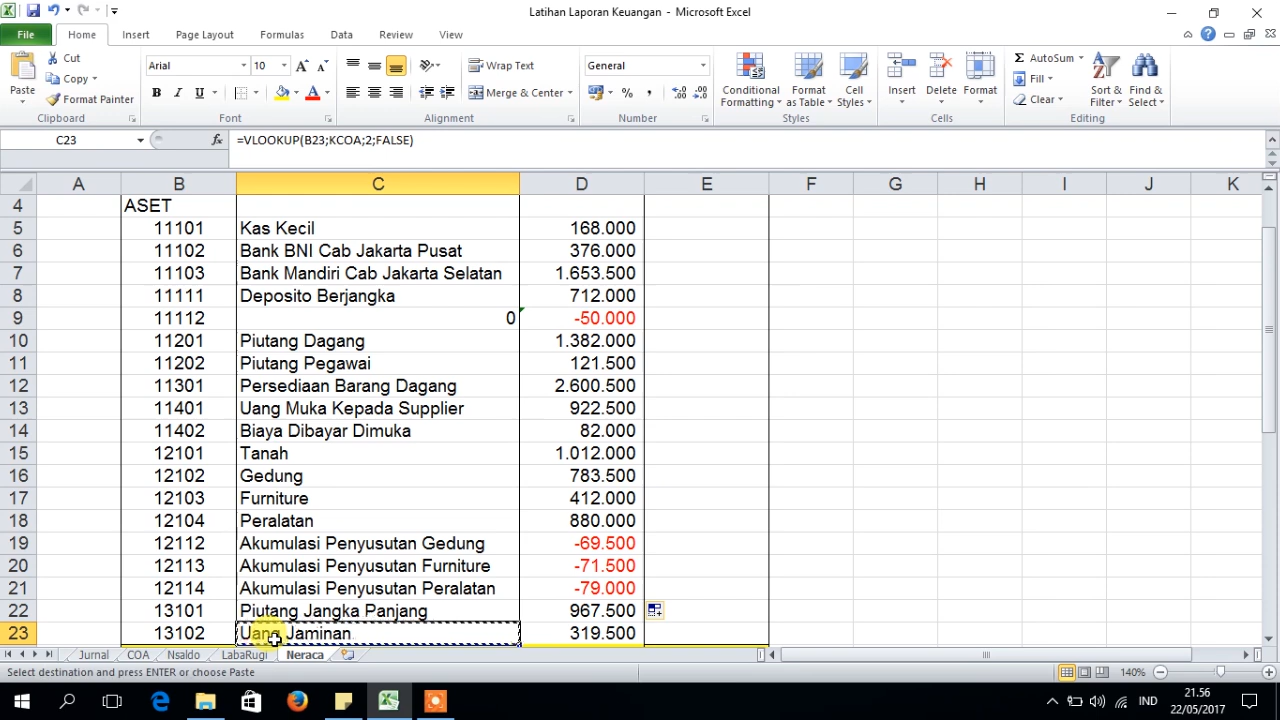 Latihan Laporan Keuangan - Microsoft Excel
File Home Insert Page Layout Formulas Data Review View
Cut
Copy
Format Painter
Paste
Clipboard
Arial 10
B I U
Font
Wrap Text
Merge & Center
Alignment
General
Number
Conditional Formatting
Format as Table
Cell Styles
Styles
Insert Delete Format
Cells
AutoSum
Fill
Clear
Sort & Filter
Find & Select
Editing
C23 fx =VLOOKUP(B23;KCOA;2;FALSE)
A B C D E F G H I J K
4 ASET
5 11101 Kas Kecil 168.000
6 11102 Bank BNI Cab Jakarta Pusat 376.000
7 11103 Bank Mandiri Cab Jakarta Selatan 1.653.500
8 11111 Deposito Berjangka 712.000
9 11112 0 -50.000
10 11201 Piutang Dagang 1.382.000
11 11202 Piutang Pegawai 121.500
12 11301 Persediaan Barang Dagang 2.600.500
13 11401 Uang Muka Kepada Supplier 922.500
14 11402 Biaya Dibayar Dimuka 82.000
15 12101 Tanah 1.012.000
16 12102 Gedung 783.500
17 12103 Furniture 412.000
18 12104 Peralatan 880.000
19 12112 Akumulasi Penyusutan Gedung -69.500
20 12113 Akumulasi Penyusutan Furniture -71.500
21 12114 Akumulasi Penyusutan Peralatan -79.000
22 13101 Piutang Jangka Panjang 967.500
23 13102 Uang Jaminan 319.500
Jurnal COA Nsaldo LabaRugi Neraca
Select destination and press ENTER or choose Paste 140%
IND
21.56
22/05/2017